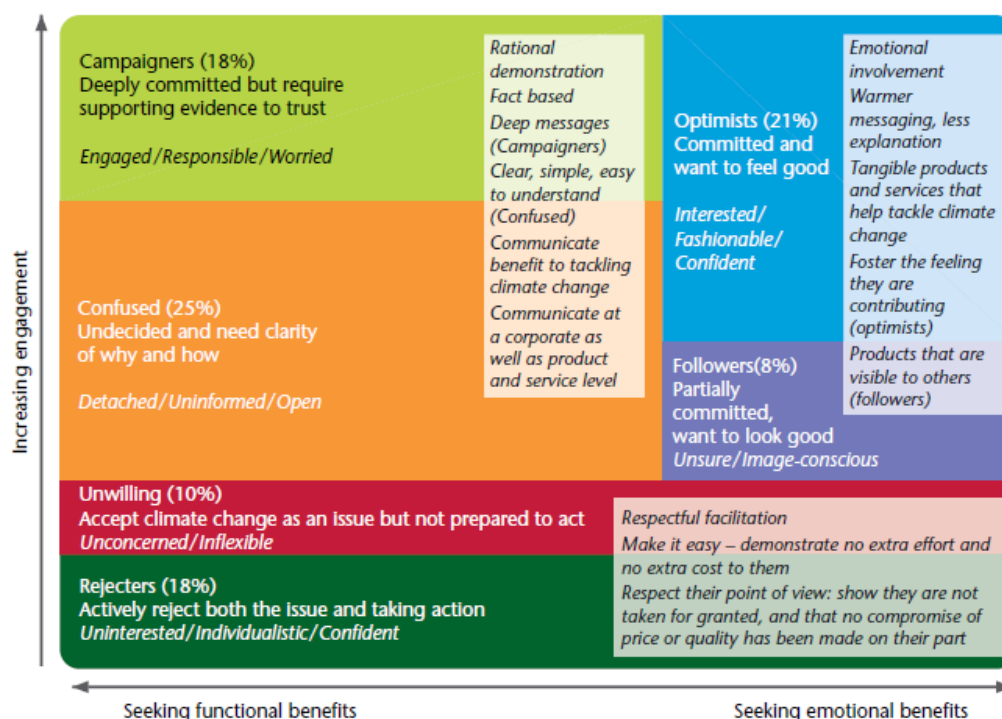 Increasing engagement
Campaigners (18%)
Deeply committed but require
supporting evidence to trust
Engaged/Responsible/Worried
Rational
demonstration
Fact based
Deep messages
(Campaigners)
Clear, simple, easy
to understand
(Confused)
Communicate
benefit to tackling
climate change
Communicate at
a corporate as
well as product
and service level
Optimists (21%)
Committed and
want to feel good
Interested/
Fashionable/
Confident
Emotional
involvement
Warmer
messaging, less
explanation
Tangible products
and services that
help tackle climate
change
Foster the feeling
they are
contributing
(optimists)
Products that are
visible to others
(followers)
Confused (25%)
Undecided and need clarity
of why and how
Detached/Uninformed/Open
Followers(8%)
Partially
committed,
want to look good
Unsure/Image-conscious
Unwilling (10%)
Accept climate change as an issue but not prepared to act
Unconcerned/Inflexible
Rejecters (18%)
Actively reject both the issue and taking action
Uninterested/Individualistic/Confident
Respectful facilitation
Make it easy – demonstrate no extra effort and
no extra cost to them
Respect their point of view: show they are not
taken for granted, and that no compromise of
price or quality has been made on their part
Seeking functional benefits
Seeking emotional benefits